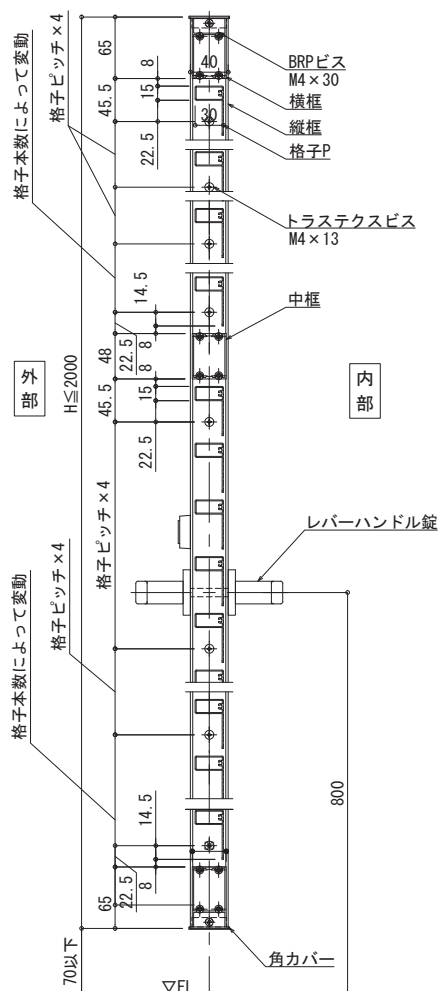 65
格子ピッチ×4
格子本数によって変動
8
15
45.5
22.5
40
30
BRPビス
M4×30
横框
縦框
格子P
トラステクスビス
M4×13
14.5
中框
22.5
8
48
8
外部
H≦2000
内部
15
45.5
22.5
格子ピッチ×4
レバーハンドル錠
格子ピッチ×4
格子本数によって変動
800
14.5
22.5
8
65
角カバー
70以下
▽FL